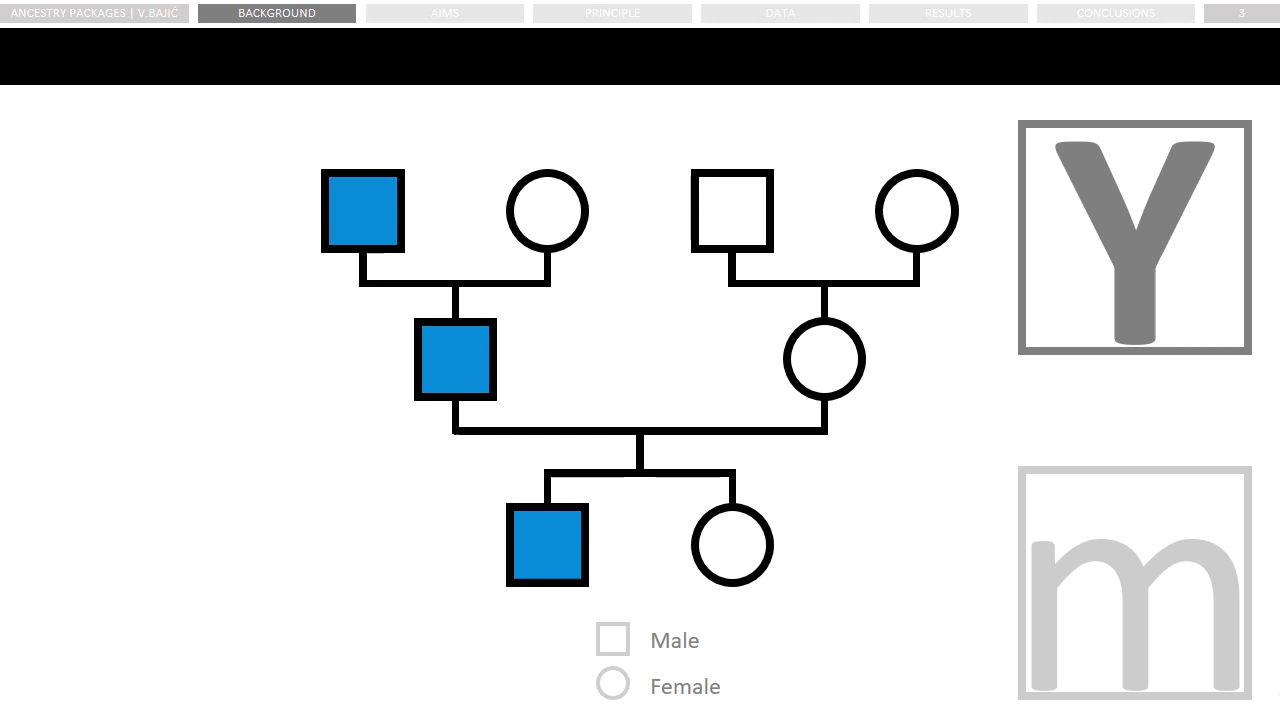 ANCESTRY PACKAGES | V.BAJIĆ
BACKGROUND
AIMS
PRINCIPLE
DATA
RESULTS
CONCLUSIONS
3
Y
m
Male
Female